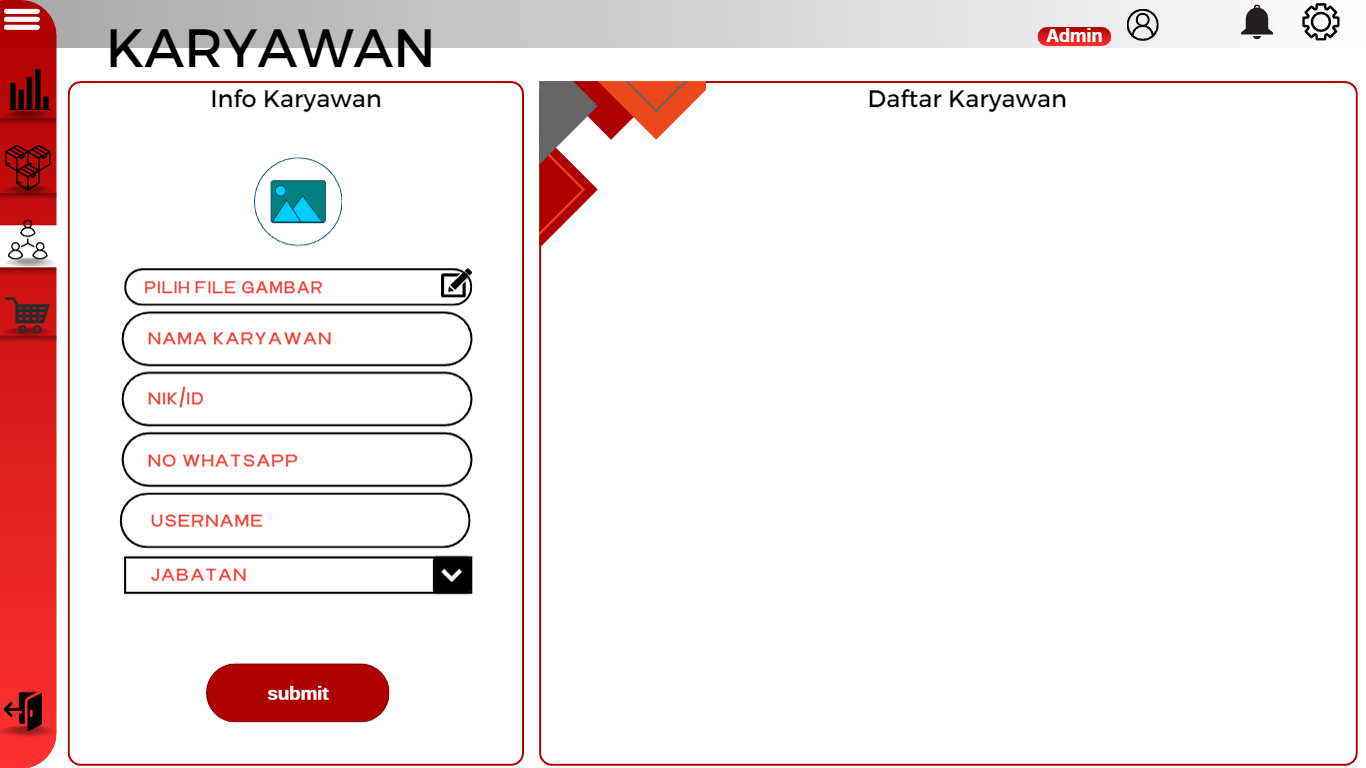 KARYAWAN
Admin
Info Karyawan
PILIH FILE GAMBAR
NAMA KARYAWAN
NIK/ID
NO WHATSAPP
USERNAME
JABATAN
submit
Daftar Karyawan